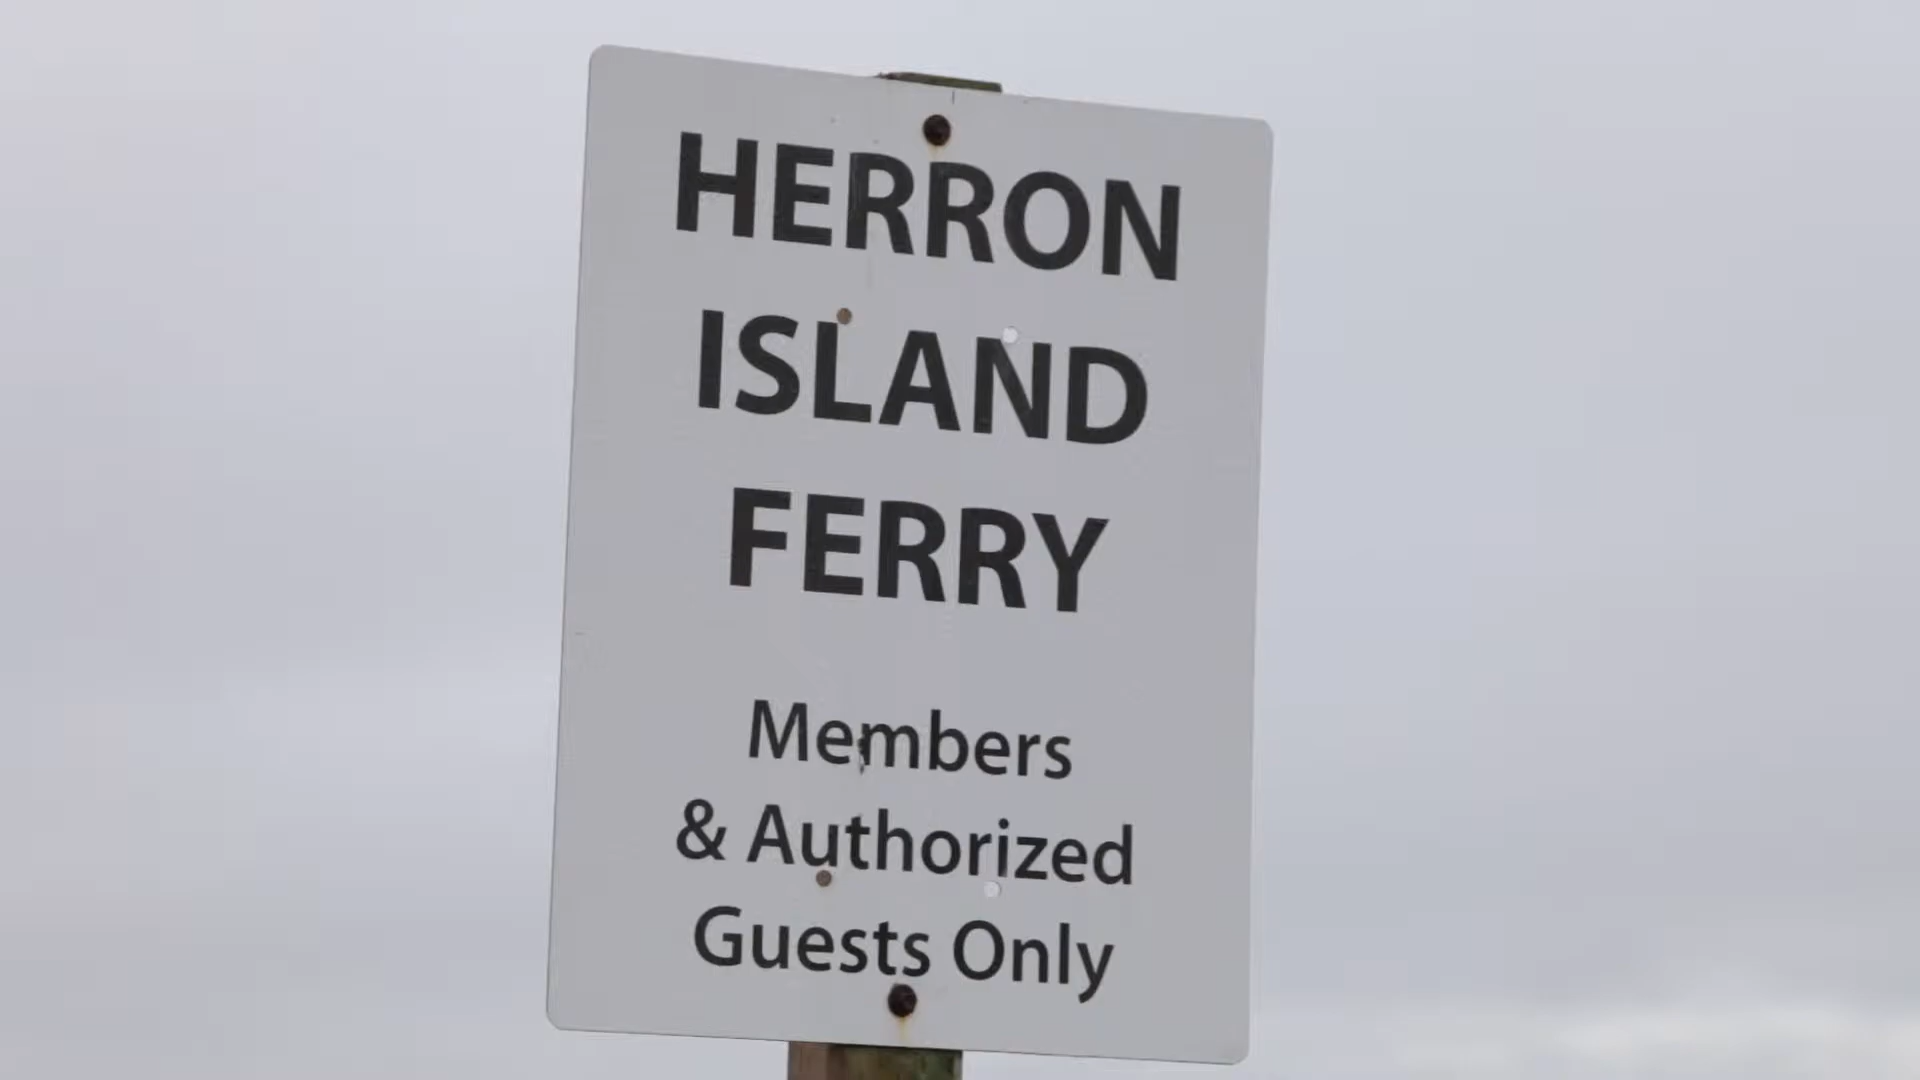 HERRON
ISLAND
FERRY
Members
& Authorized
Guests Only